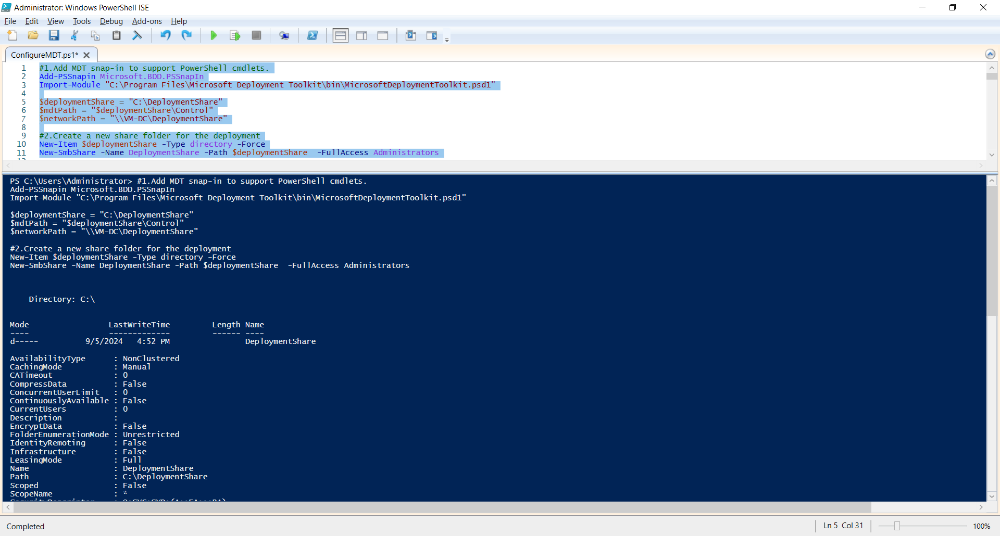 Administrator: Windows PowerShell ISE
File Edit View Tools Debug Add-ons Help
ConfigureMDT.ps1*
1 #1.Add MDT snap-in to support PowerShell cmdlets.
2 Add-PSSnapin Microsoft.BDD.PSSnapIn
3 Import-Module "C:\Program Files\Microsoft Deployment Toolkit\bin\MicrosoftDeploymentToolkit.psd1"
4
5 $deploymentShare = "C:\DeploymentShare"
6 $mdtPath = "$deploymentShare\Control"
7 $networkPath = "\\VM-DC\DeploymentShare"
8
9 #2.Create a new share folder for the deployment
10 New-Item $deploymentShare -Type directory -Force
11 New-SmbShare -Name DeploymentShare -Path $deploymentShare  -FullAccess Administrators
PS C:\Users\Administrator> #1.Add MDT snap-in to support PowerShell cmdlets.
Add-PSSnapin Microsoft.BDD.PSSnapIn
Import-Module "C:\Program Files\Microsoft Deployment Toolkit\bin\MicrosoftDeploymentToolkit.psd1"
$deploymentShare = "C:\DeploymentShare"
$mdtPath = "$deploymentShare\Control"
$networkPath = "\\VM-DC\DeploymentShare"
#2.Create a new share folder for the deployment
New-Item $deploymentShare -Type directory -Force
New-SmbShare -Name DeploymentShare -Path $deploymentShare  -FullAccess Administrators
Directory: C:\
Mode LastWriteTime Length Name
---- ------------- ------ ----
d----- 9/5/2024 4:52 PM DeploymentShare
AvailabilityType : NonClustered
CachingMode : Manual
CATimeout : 0
CompressData : False
ConcurrentUserLimit : 0
ContinuouslyAvailable : False
CurrentUsers : 0
Description :
EncryptData : False
FolderEnumerationMode : Unrestricted
IdentityRemoting : False
Infrastructure : False
LeasingMode : Full
Name : DeploymentShare
Path : C:\DeploymentShare
Scoped : False
ScopeName : *
Completed
Ln 5 Col 31
100%